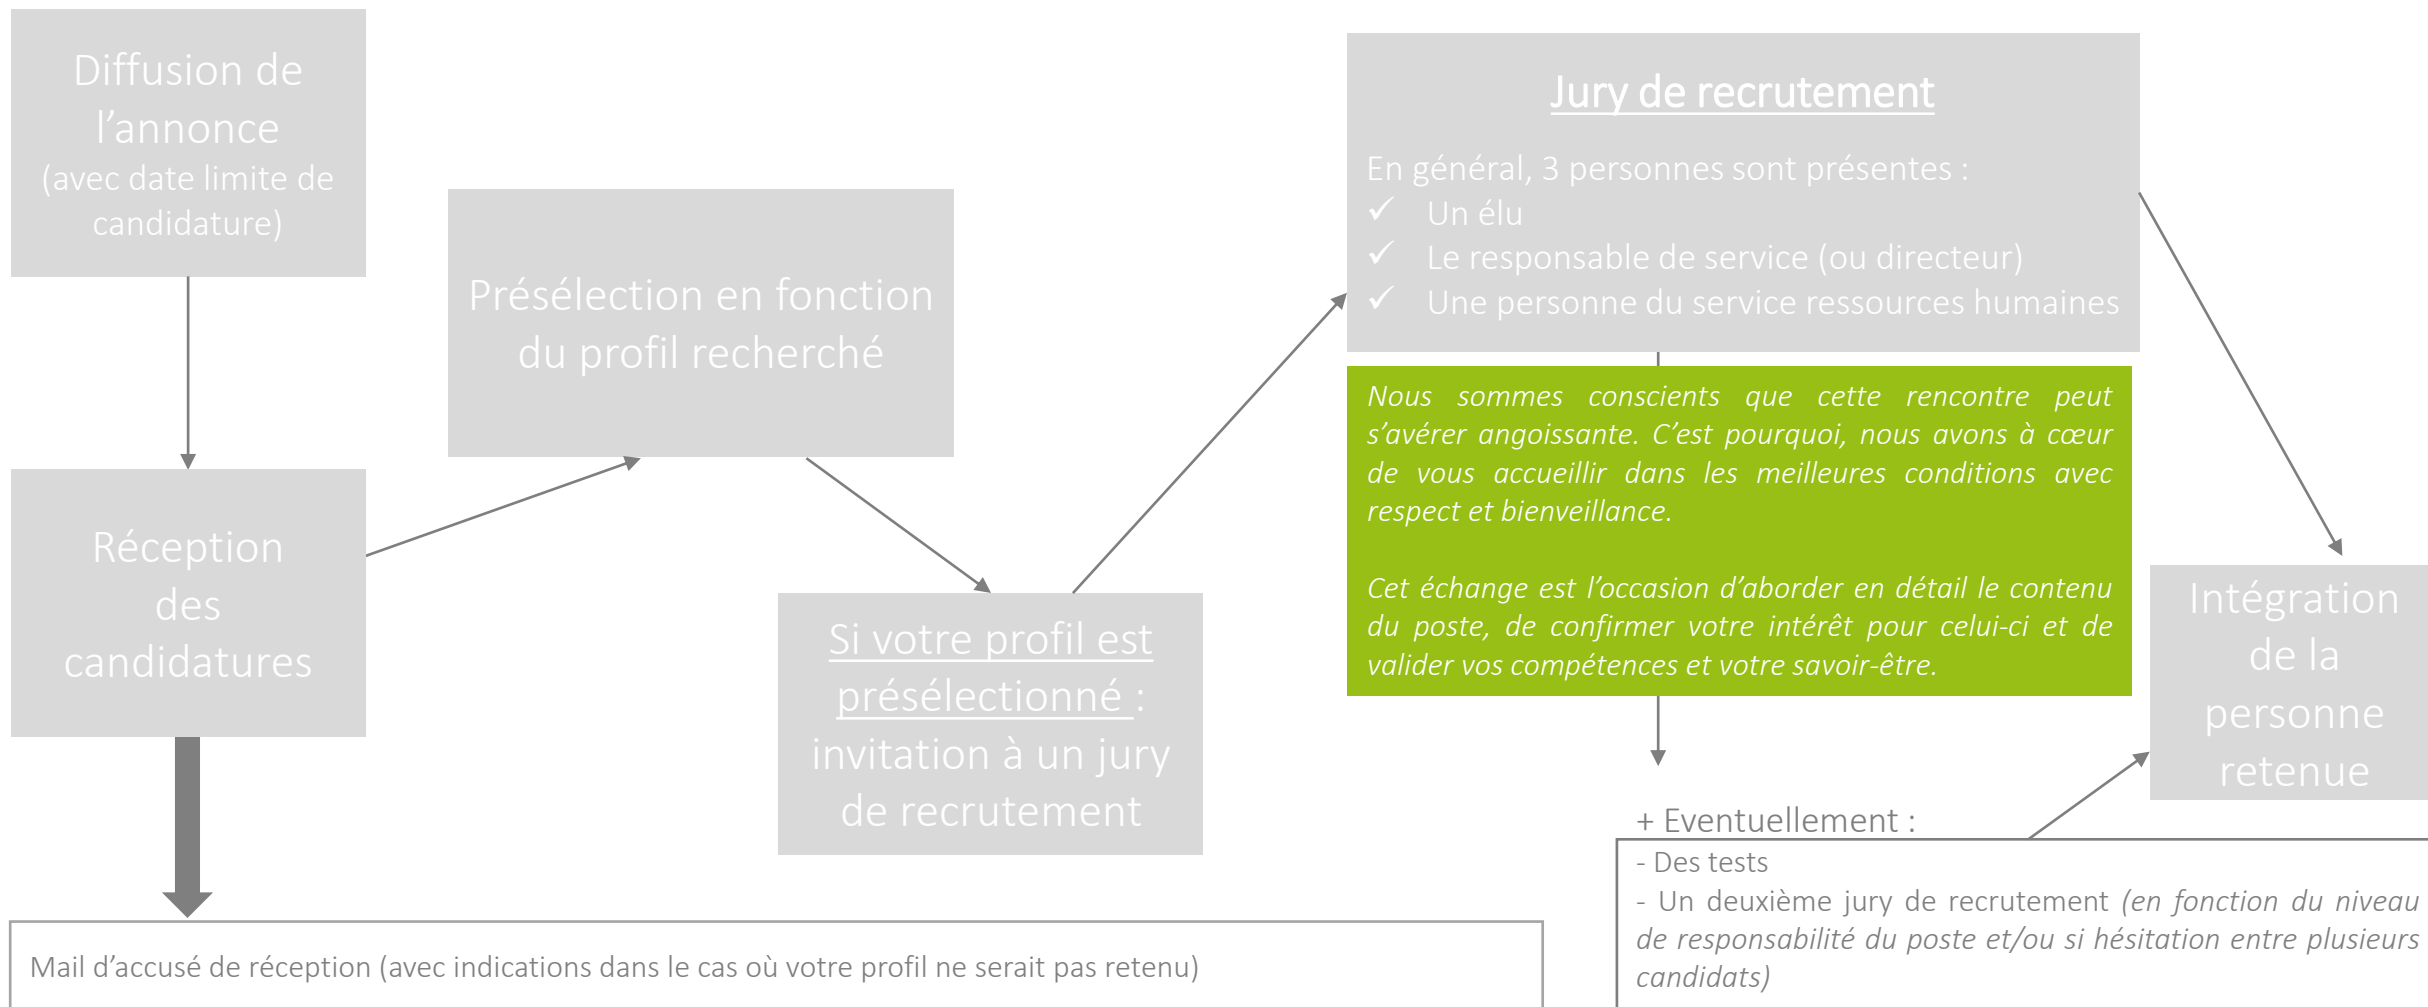 Diffusion de
l’annonce
(avec date limite de
candidature)
Réception
des
candidatures
Mail d’accusé de réception (avec indications dans le cas où votre profil ne serait pas retenu)
Présélection en fonction
du profil recherché
Si votre profil est
présélectionné :
invitation à un jury
de recrutement
Jury de recrutement
En général, 3 personnes sont présentes :
✓ Un élu
✓ Le responsable de service (ou directeur)
✓ Une personne du service ressources humaines
Nous sommes conscients que cette rencontre peut
s’avérer angoissante. C’est pourquoi, nous avons à cœur
de vous accueillir dans les meilleures conditions avec
respect et bienveillance.
Cet échange est l’occasion d’aborder en détail le contenu
du poste, de confirmer votre intérêt pour celui-ci et de
valider vos compétences et votre savoir-être.
+ Eventuellement :
- Des tests
- Un deuxième jury de recrutement (en fonction du niveau
de responsabilité du poste et/ou si hésitation entre plusieurs
candidats)
Intégration
de la
personne
retenue